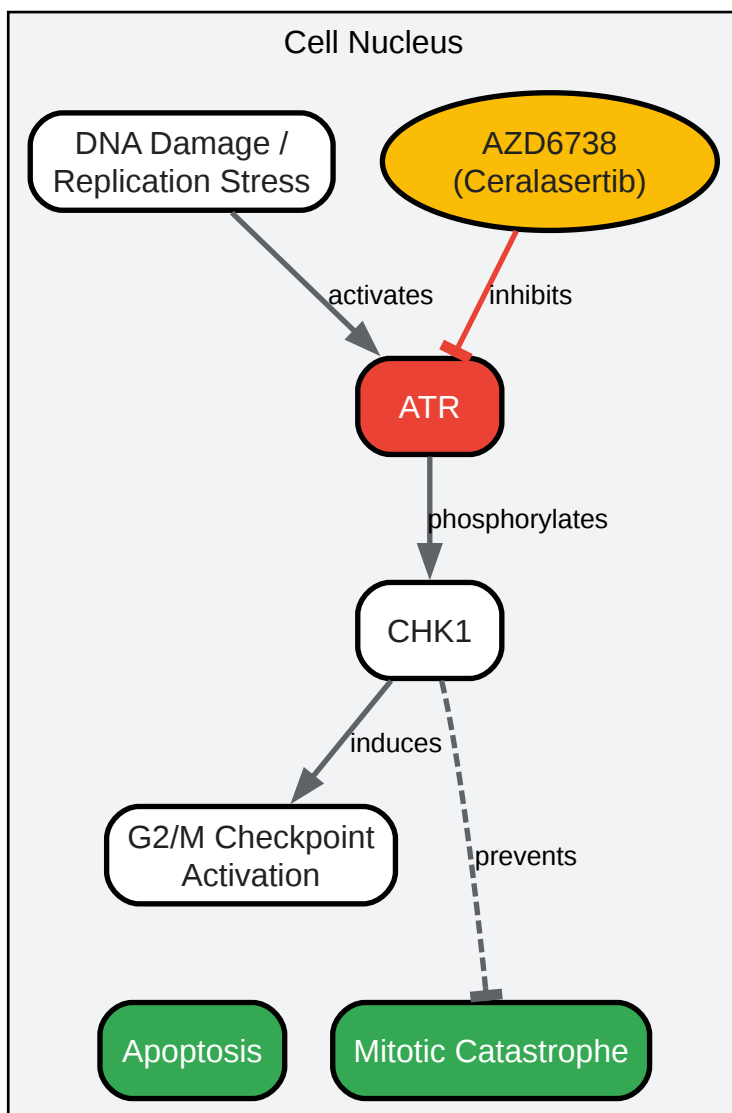 Cell Nucleus
DNA Damage /
Replication Stress
AZD6738
(Ceralasertib)
activates
inhibits
ATR
phosphorylates
CHK1
induces
G2/M Checkpoint
Activation
prevents
Apoptosis
Mitotic Catastrophe